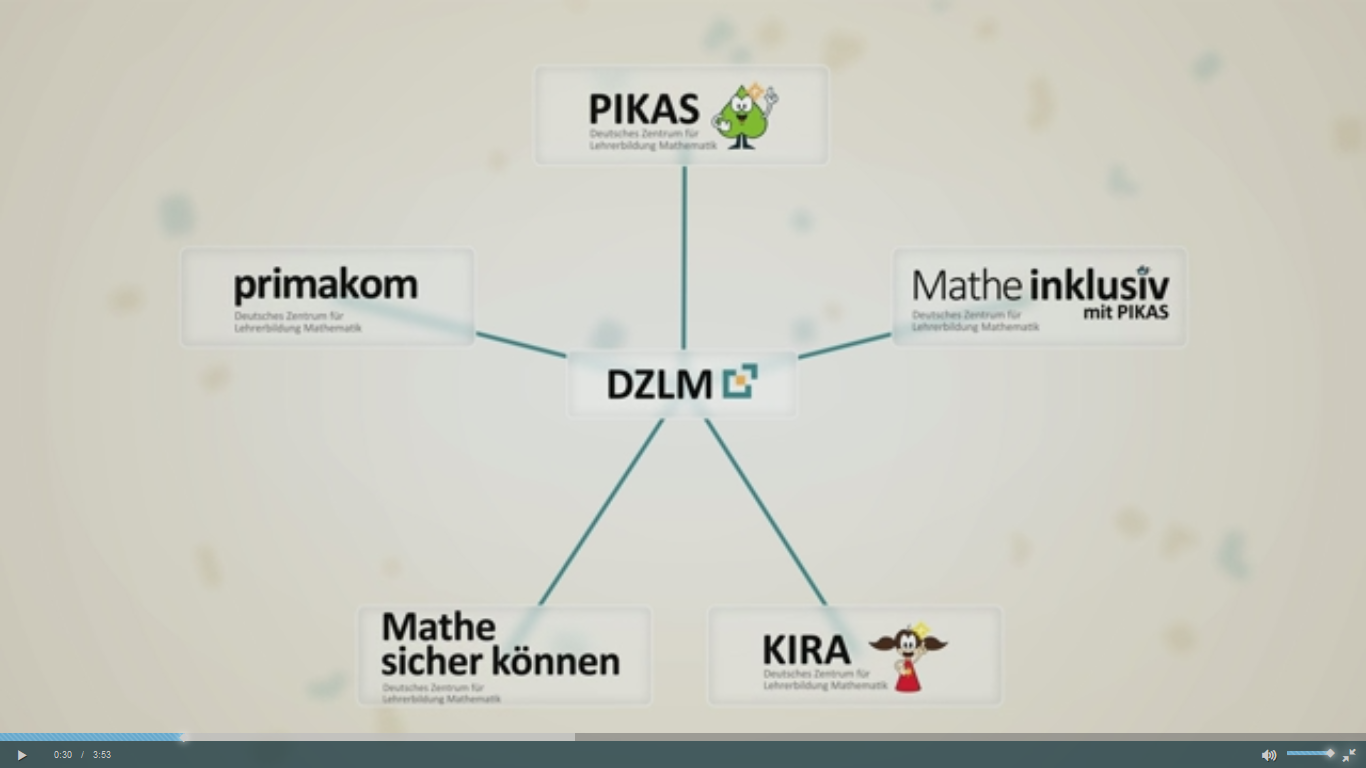 PIKAS
Deutsches Zentrum für
Lehrerbildung Mathematik
primakom
Deutsches Zentrum für
Lehrerbildung Mathematik
Mathe inklusiv
mit PIKAS
Deutsches Zentrum für
Lehrerbildung Mathematik
DZLM
Mathe
sicher können
Deutsches Zentrum für
Lehrerbildung Mathematik
KIRA
Deutsches Zentrum für
Lehrerbildung Mathematik
0:30 / 3:53